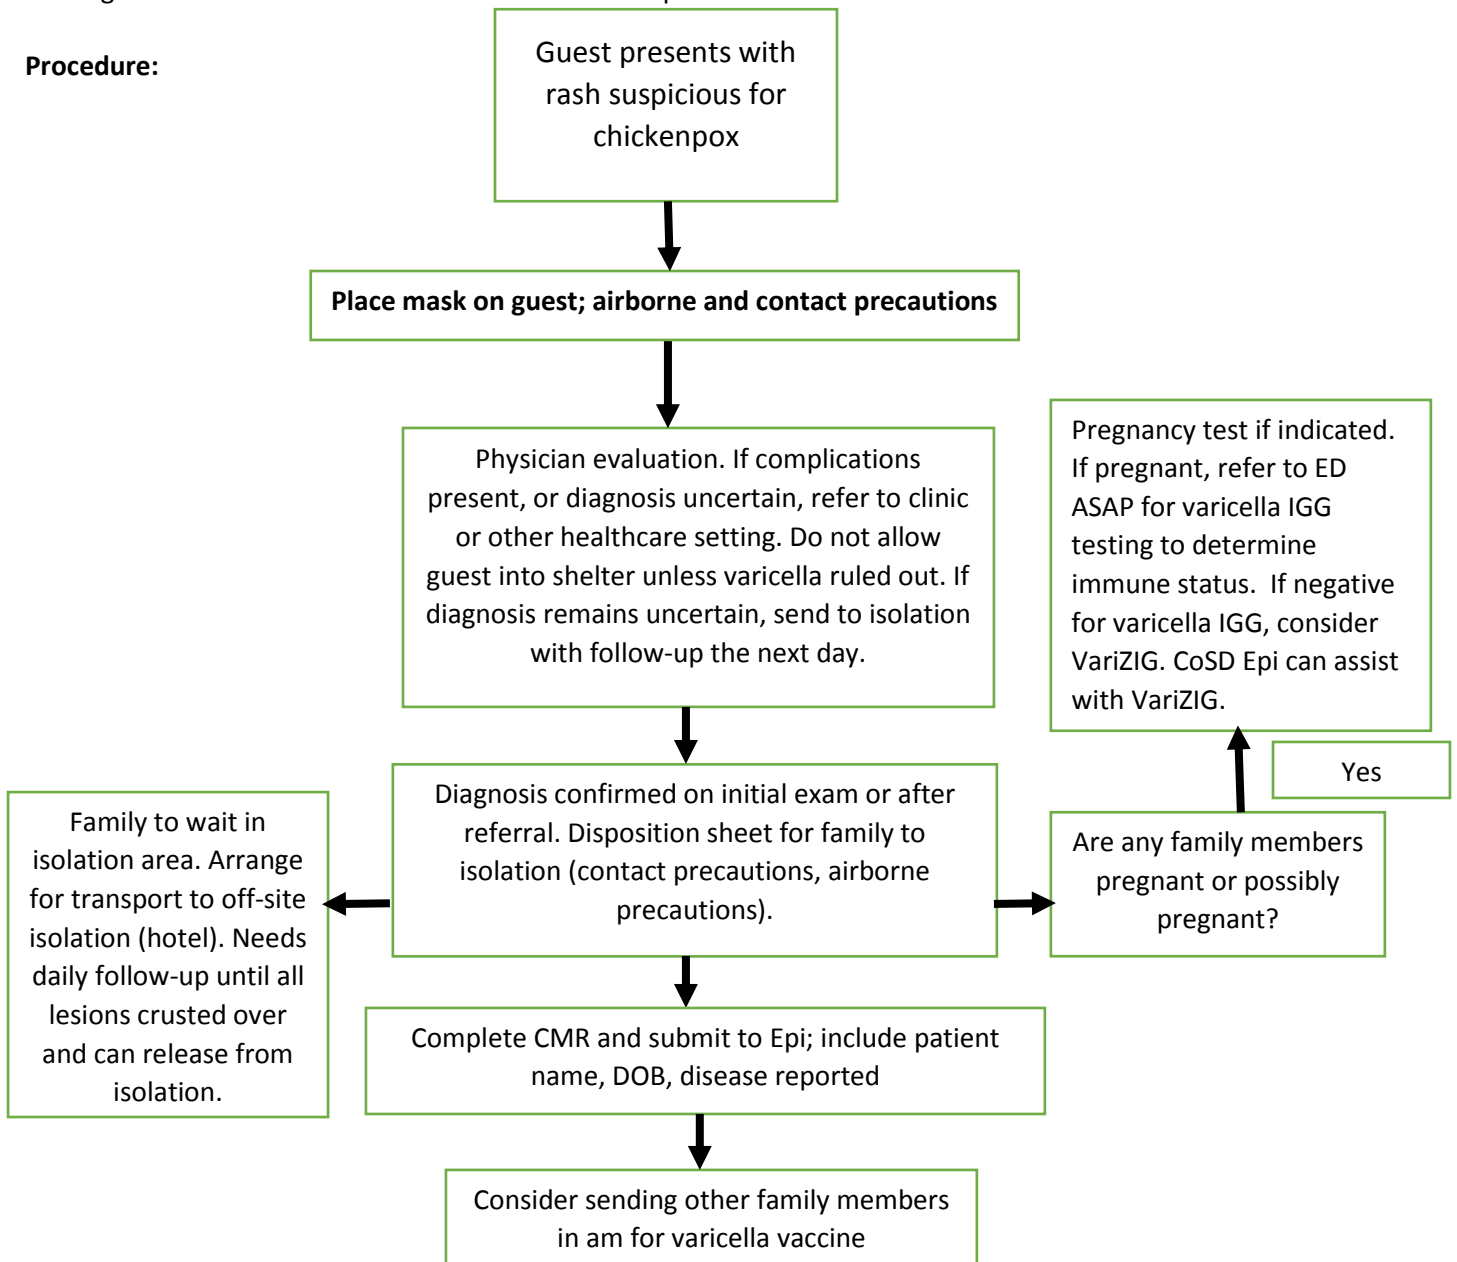 Procedure:
Guest presents with
rash suspicious for
chickenpox
Place mask on guest; airborne and contact precautions
Physician evaluation. If complications
present, or diagnosis uncertain, refer to clinic
or other healthcare setting. Do not allow
guest into shelter unless varicella ruled out. If
diagnosis remains uncertain, send to isolation
with follow-up the next day.
Pregnancy test if indicated.
If pregnant, refer to ED
ASAP for varicella IGG
testing to determine
immune status.  If negative
for varicella IGG, consider
VariZIG. CoSD Epi can assist
with VariZIG.
Yes
Family to wait in
isolation area. Arrange
for transport to off-site
isolation (hotel). Needs
daily follow-up until all
lesions crusted over
and can release from
isolation.
Diagnosis confirmed on initial exam or after
referral. Disposition sheet for family to
isolation (contact precautions, airborne
precautions).
Are any family members
pregnant or possibly
pregnant?
Complete CMR and submit to Epi; include patient
name, DOB, disease reported
Consider sending other family members
in am for varicella vaccine